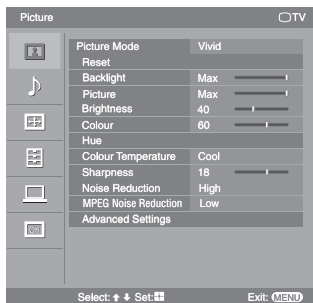 Picture TV
Picture Mode Vivid
Reset
Backlight Max
Picture Max
Brightness 40
Colour 60
Hue
Colour Temperature Cool
Sharpness 18
Noise Reduction High
MPEG Noise Reduction Low
Advanced Settings
Select: Set: Exit: MENU